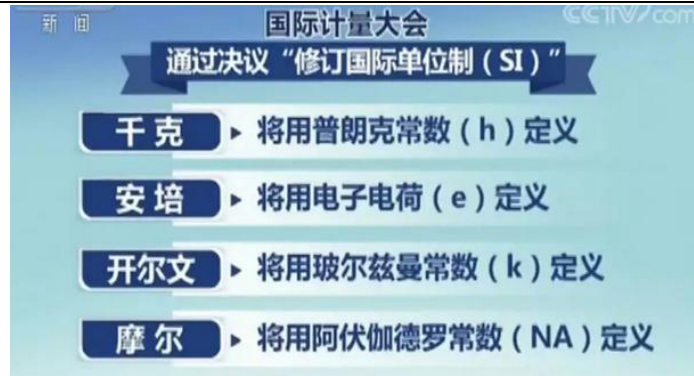 新闻
CCTV.com
国际计量大会
通过决议“修订国际单位制（SI）”
千克 将用普朗克常数（h）定义
安培 将用电子电荷（e）定义
开尔文 将用玻尔兹曼常数（k）定义
摩尔 将用阿伏伽德罗常数（NA）定义